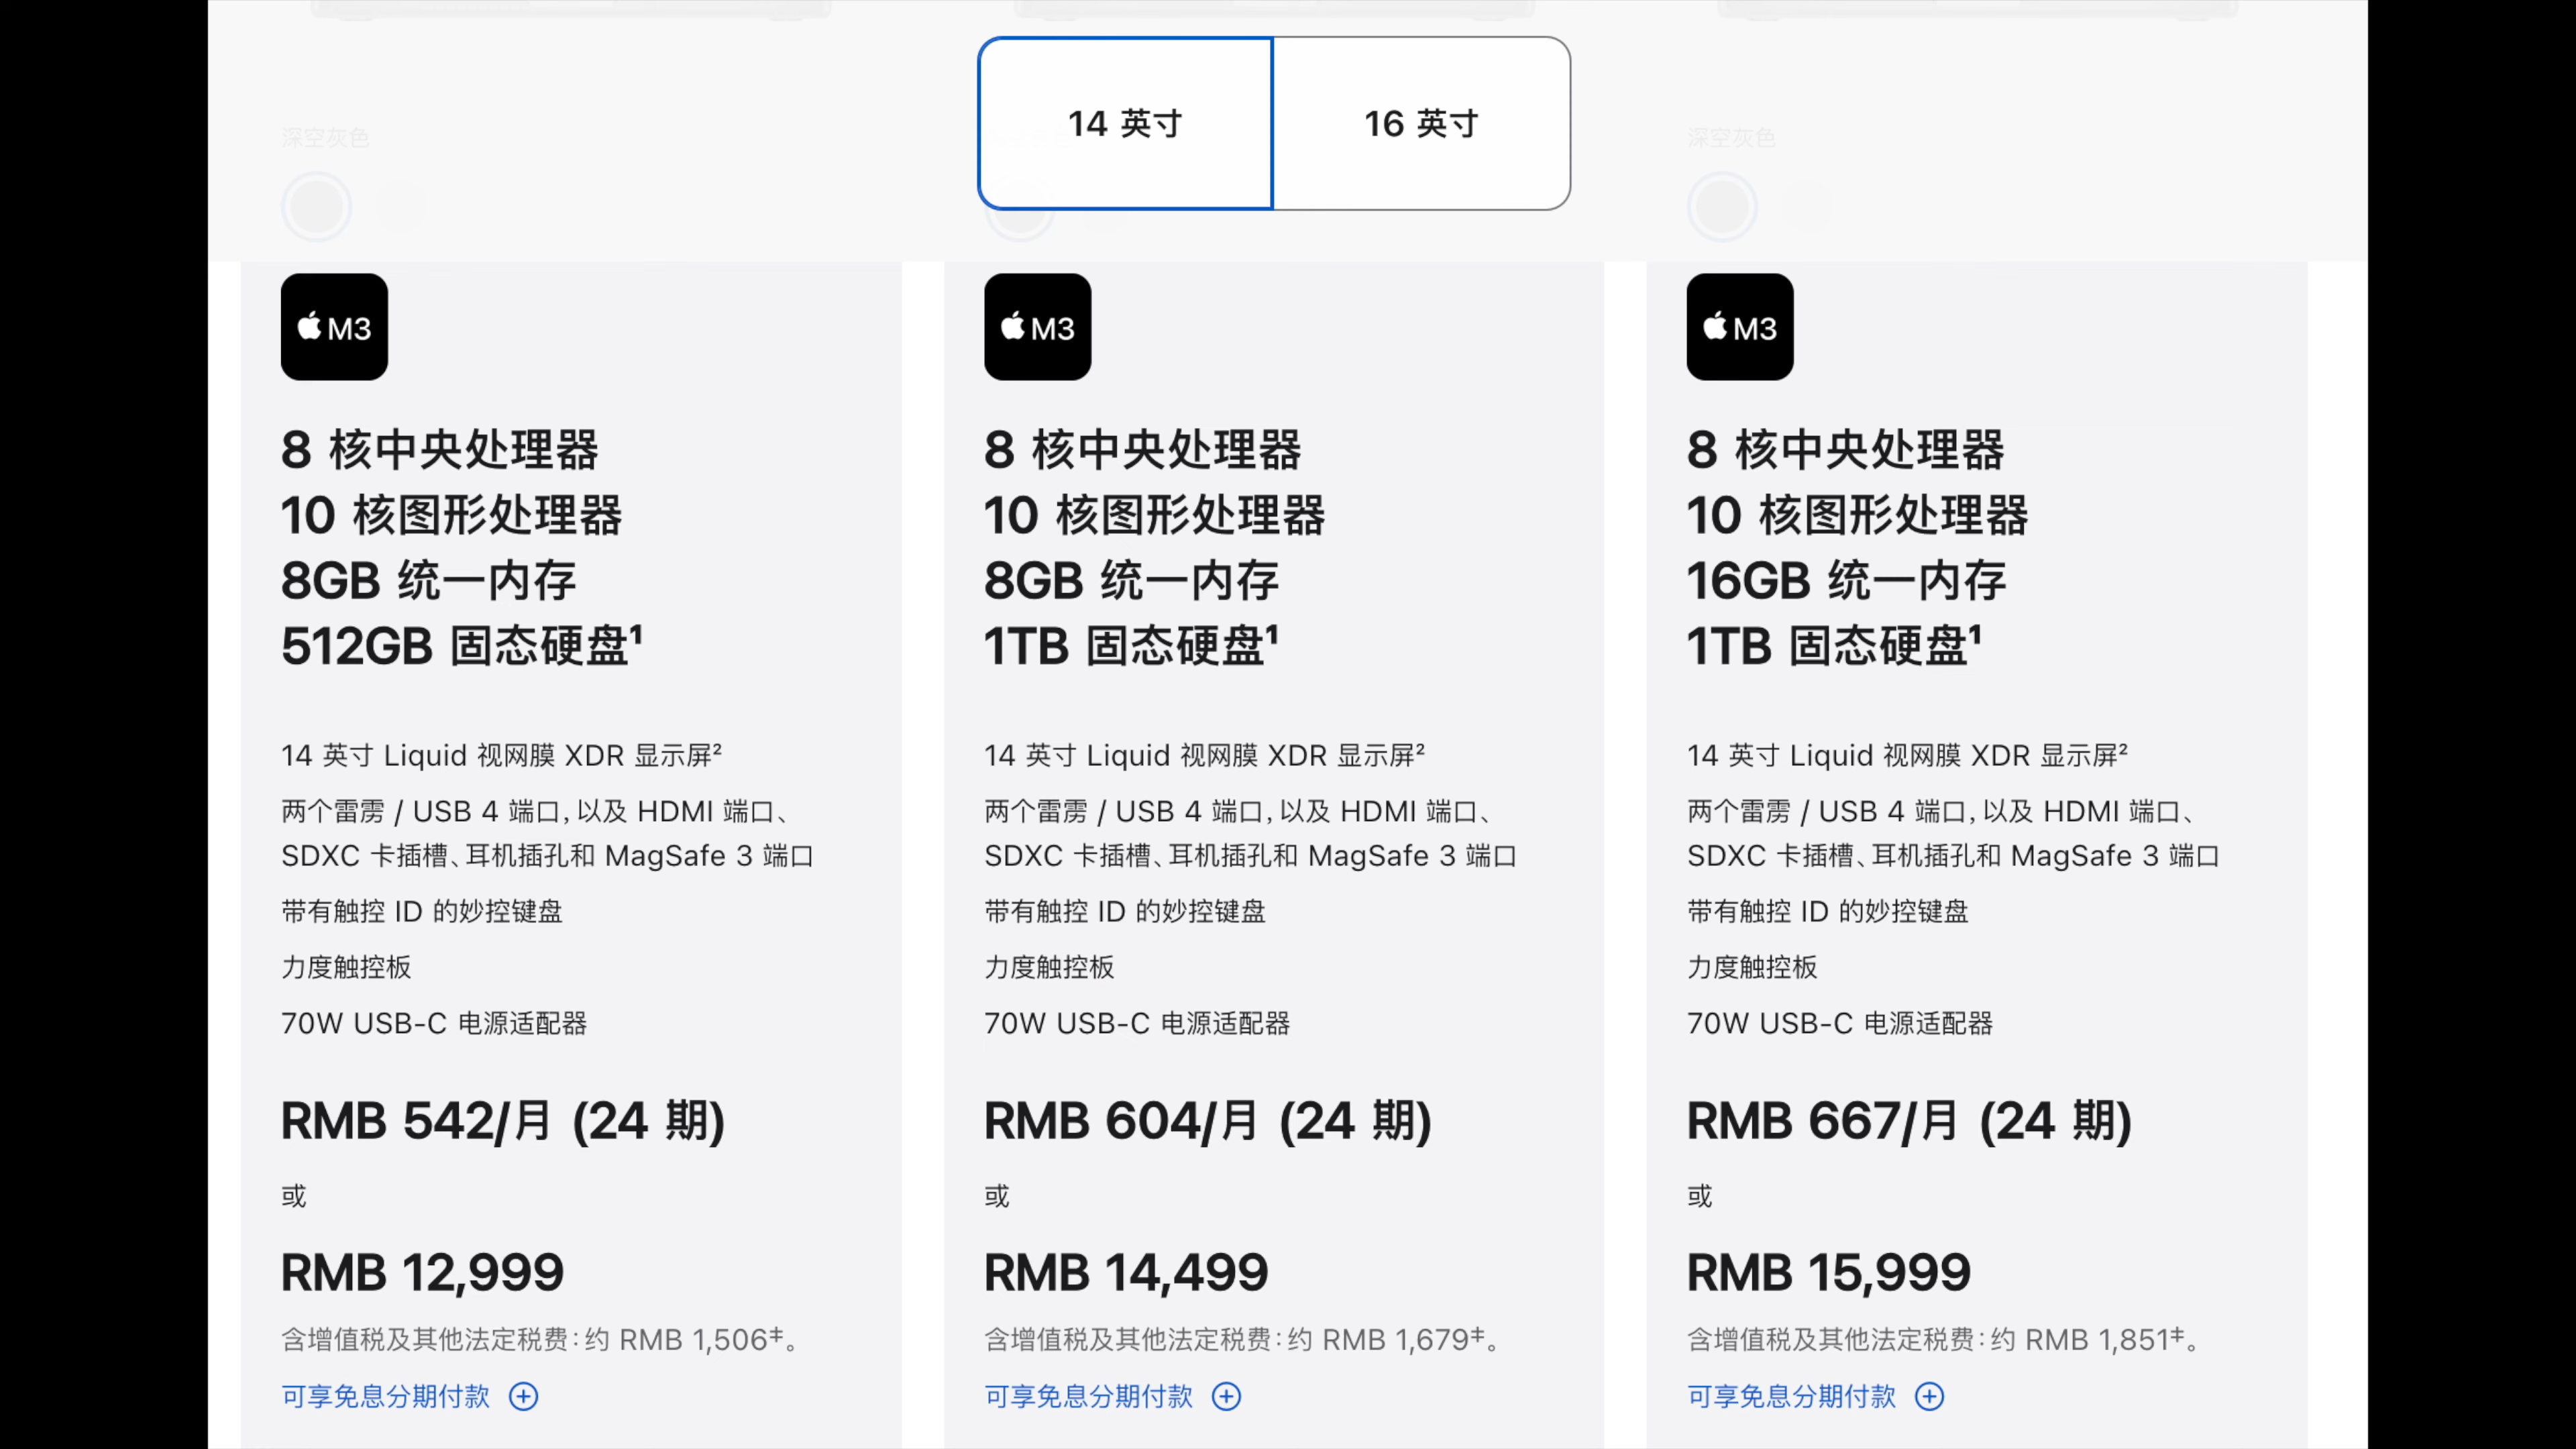 14 英寸
16 英寸
深空灰色
深空灰色
M3
8 核中央处理器
10 核图形处理器
8GB 统一内存
512GB 固态硬盘¹
14 英寸 Liquid 视网膜 XDR 显示屏²
两个雷雳 / USB 4 端口，以及 HDMI 端口、
SDXC 卡插槽、耳机插孔和 MagSafe 3 端口
带有触控 ID 的妙控键盘
力度触控板
70W USB-C 电源适配器
RMB 542/月 (24 期)
或
RMB 12,999
含增值税及其他法定税费：约 RMB 1,506‡。
可享免息分期付款
M3
8 核中央处理器
10 核图形处理器
8GB 统一内存
1TB 固态硬盘¹
14 英寸 Liquid 视网膜 XDR 显示屏²
两个雷雳 / USB 4 端口，以及 HDMI 端口、
SDXC 卡插槽、耳机插孔和 MagSafe 3 端口
带有触控 ID 的妙控键盘
力度触控板
70W USB-C 电源适配器
RMB 604/月 (24 期)
或
RMB 14,499
含增值税及其他法定税费：约 RMB 1,679‡。
可享免息分期付款
M3
8 核中央处理器
10 核图形处理器
16GB 统一内存
1TB 固态硬盘¹
14 英寸 Liquid 视网膜 XDR 显示屏²
两个雷雳 / USB 4 端口，以及 HDMI 端口、
SDXC 卡插槽、耳机插孔和 MagSafe 3 端口
带有触控 ID 的妙控键盘
力度触控板
70W USB-C 电源适配器
RMB 667/月 (24 期)
或
RMB 15,999
含增值税及其他法定税费：约 RMB 1,851‡。
可享免息分期付款